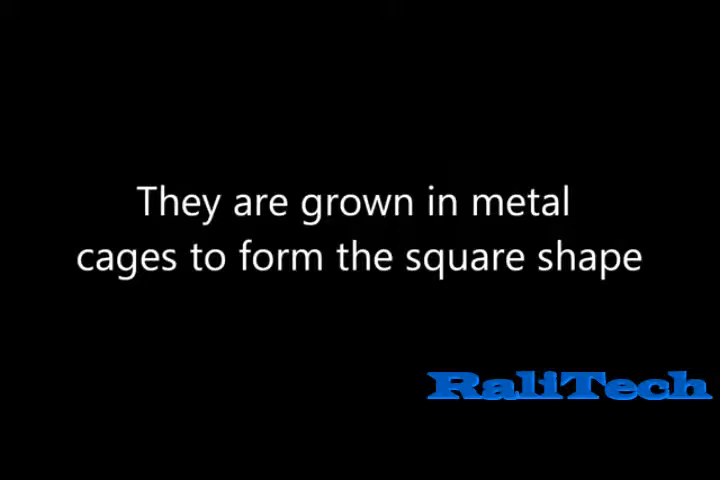 They are grown in metal
cages to form the square shape
RaliTech